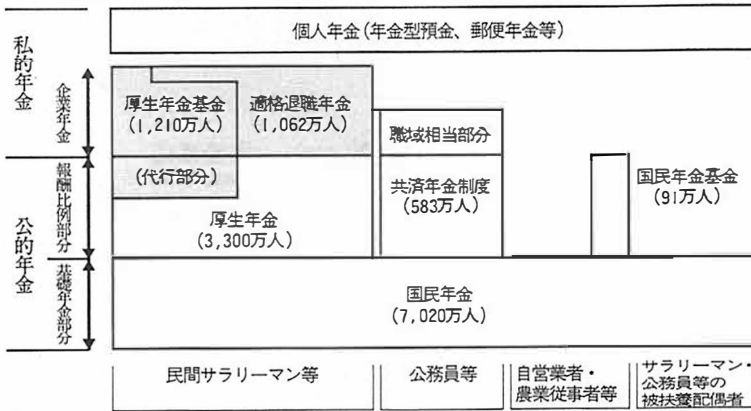 個人年金(年金型預金、郵便年金等)
私的年金
企業年金
厚生年金基金
(1,210万人)
適格退職年金
(1,062万人)
職域相当部分
公的年金
報酬比例部分
(代行部分)
厚生年金
(3,300万人)
共済年金制度
(583万人)
国民年金基金
(91万人)
基礎年金部分
国民年金
(7,020万人)
民間サラリーマン等
公務員等
自営業者・
農業従事者等
サラリーマン・
公務員等の
被扶養配偶者